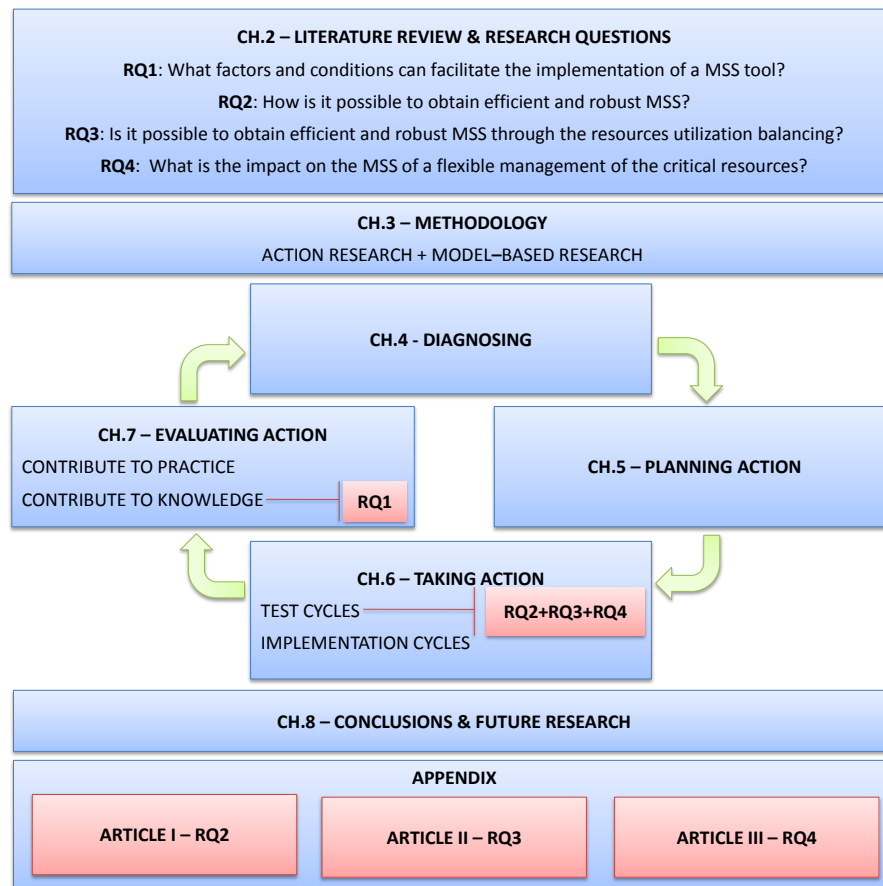 CH.2 – LITERATURE REVIEW & RESEARCH QUESTIONS
RQ1: What factors and conditions can facilitate the implementation of a MSS tool?
RQ2: How is it possible to obtain efficient and robust MSS?
RQ3: Is it possible to obtain efficient and robust MSS through the resources utilization balancing?
RQ4: What is the impact on the MSS of a flexible management of the critical resources?
CH.3 – METHODOLOGY
ACTION RESEARCH + MODEL–BASED RESEARCH
CH.4 - DIAGNOSING
CH.7 – EVALUATING ACTION
CONTRIBUTE TO PRACTICE
CONTRIBUTE TO KNOWLEDGE
RQ1
CH.5 – PLANNING ACTION
CH.6 – TAKING ACTION
TEST CYCLES
RQ2+RQ3+RQ4
IMPLEMENTATION CYCLES
CH.8 – CONCLUSIONS & FUTURE RESEARCH
APPENDIX
ARTICLE I – RQ2
ARTICLE II – RQ3
ARTICLE III – RQ4